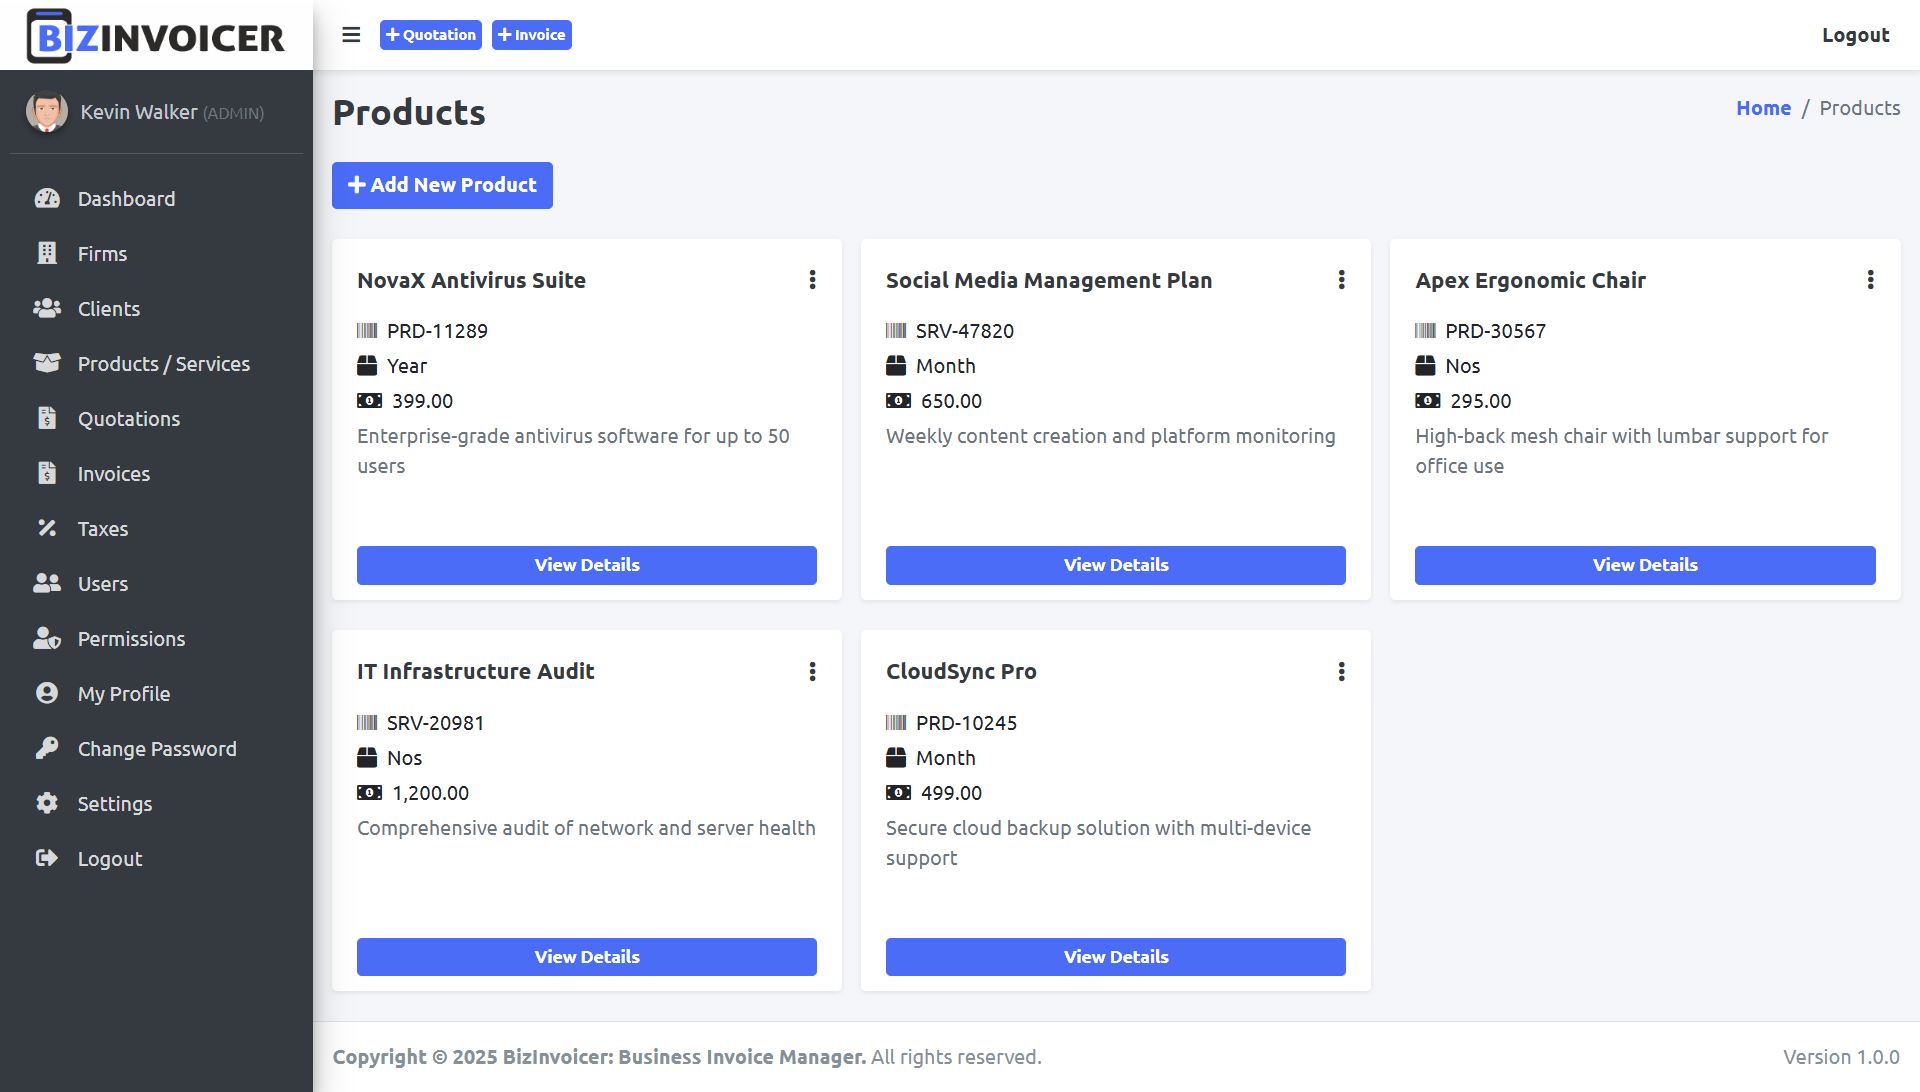 BIZINVOICER
Quotation
Invoice
Logout
Kevin Walker (ADMIN)
Dashboard
Firms
Clients
Products / Services
Quotations
Invoices
Taxes
Users
Permissions
My Profile
Change Password
Settings
Logout
Products
Home / Products
Add New Product
NovaX Antivirus Suite
PRD-11289
Year
399.00
Enterprise-grade antivirus software for up to 50
users
View Details
Social Media Management Plan
SRV-47820
Month
650.00
Weekly content creation and platform monitoring
View Details
Apex Ergonomic Chair
PRD-30567
Nos
295.00
High-back mesh chair with lumbar support for
office use
View Details
IT Infrastructure Audit
SRV-20981
Nos
1,200.00
Comprehensive audit of network and server health
View Details
CloudSync Pro
PRD-10245
Month
499.00
Secure cloud backup solution with multi-device
support
View Details
Copyright © 2025 BizInvoicer: Business Invoice Manager. All rights reserved.
Version 1.0.0